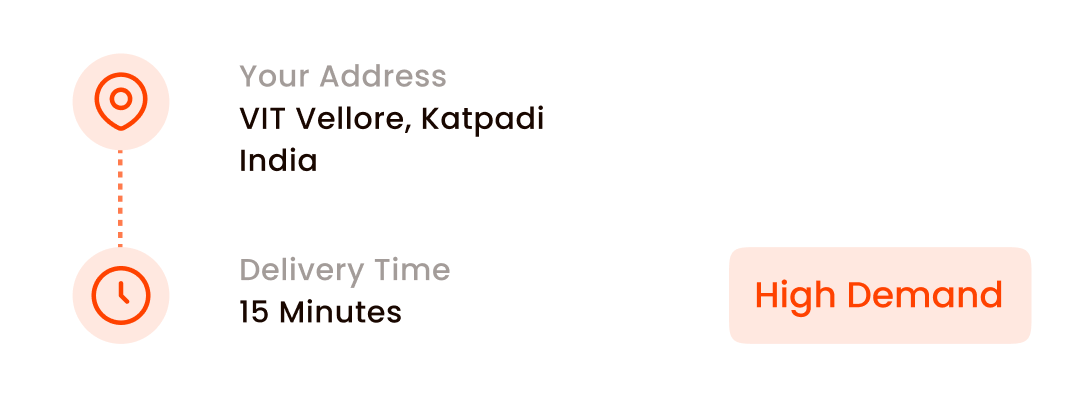 Your Address
VIT Vellore, Katpadi
India
Delivery Time
15 Minutes
High Demand